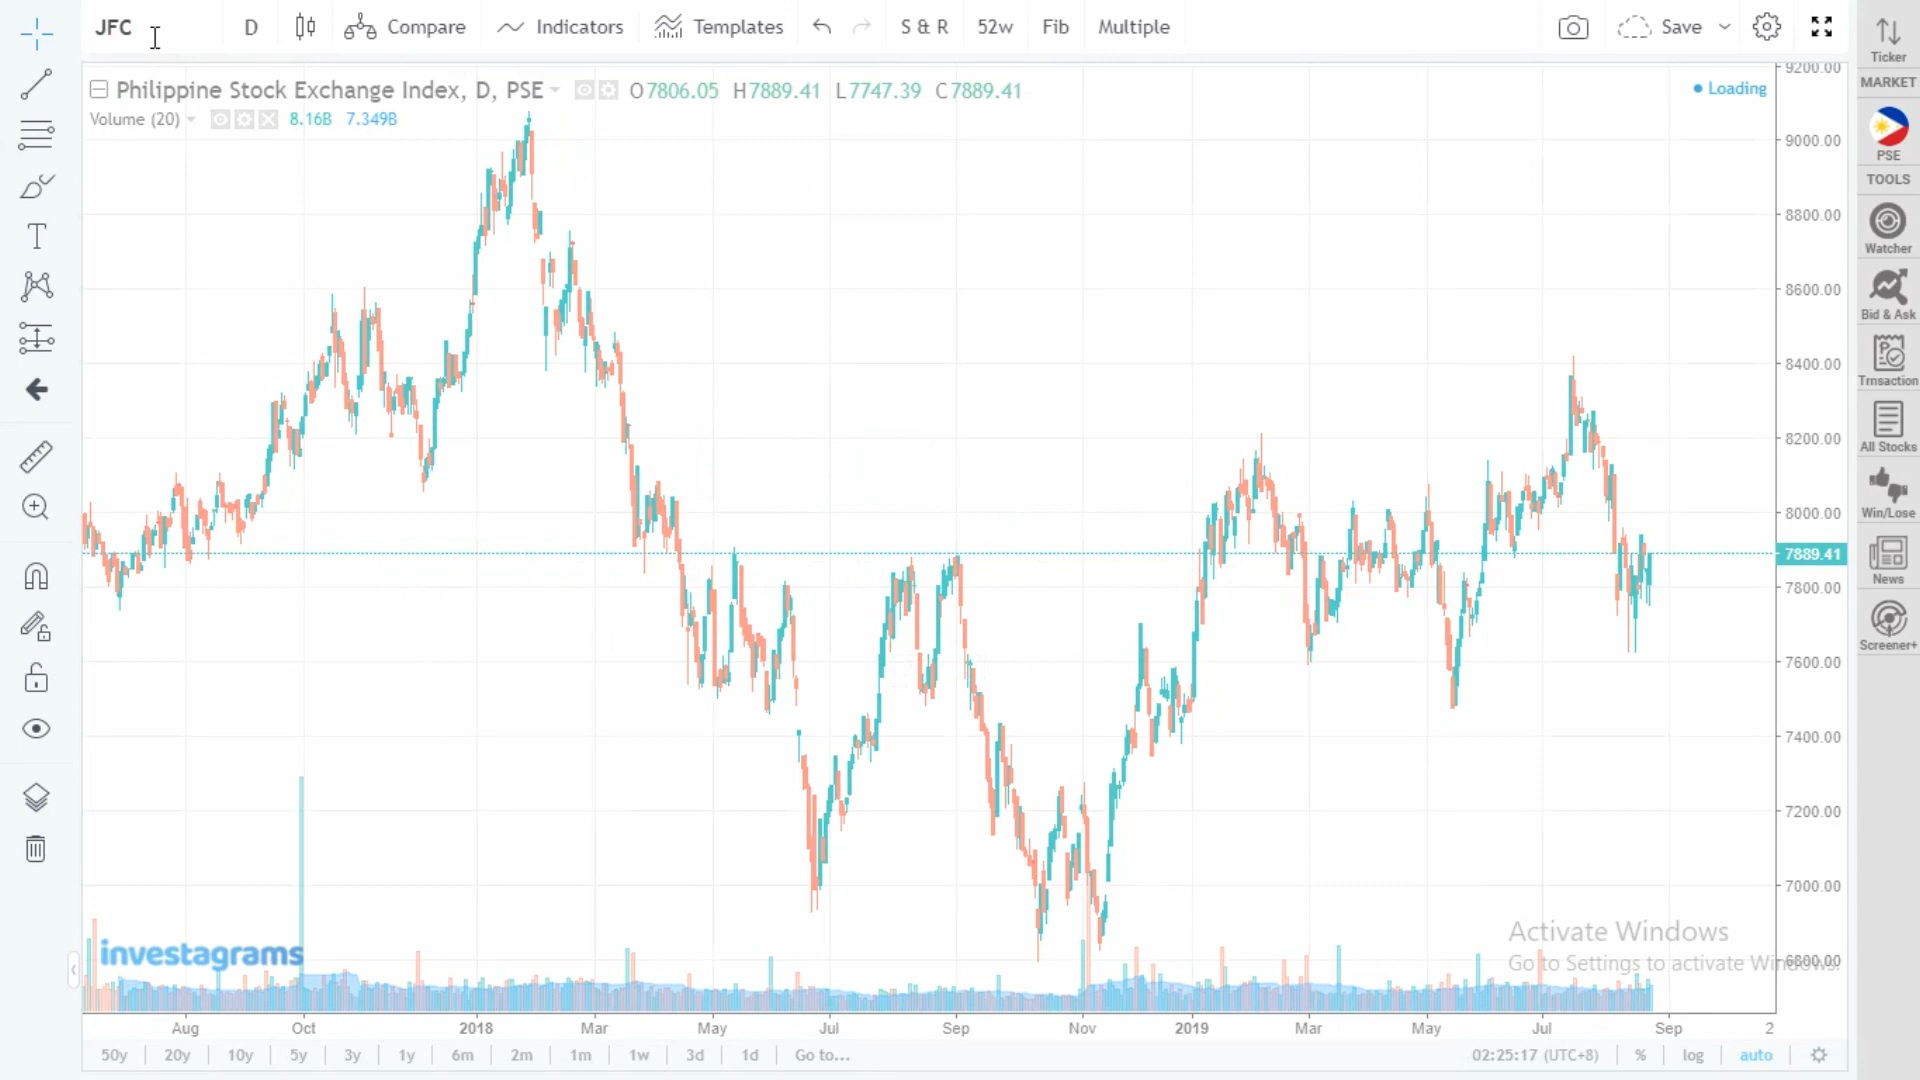 JFC D Compare Indicators Templates S & R 52w Fib Multiple Save
Philippine Stock Exchange Index, D, PSE O7806.05 H7889.41 L7747.39 C7889.41
Loading
Volume (20) 8.16B 7.349B
9200.00
9000.00
8800.00
8600.00
8400.00
8200.00
8000.00
7889.41
7800.00
7600.00
7400.00
7200.00
7000.00
6800.00
Ticker
MARKET
PSE
TOOLS
Watcher
Bid & Ask
Trnsaction
All Stocks
Win/Lose
News
Screener+
investagrams
Activate Windows
Go to Settings to activate Windows.
Aug Oct 2018 Mar May Jul Sep Nov 2019 Mar May Jul Sep 2
50y 20y 10y 5y 3y 1y 6m 2m 1m 1w 3d 1d Go to... 02:25:17 (UTC+8) % log auto